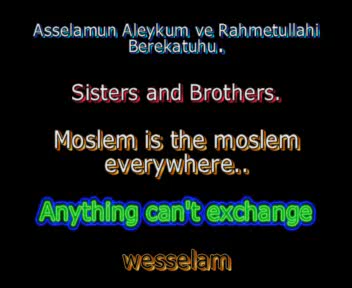 Asselamun Aleykum ve Rahmetullahi
Berekatuhu.
Sisters and Brothers.
Moslem is the moslem
everywhere..
Anything can't exchange
wesselam